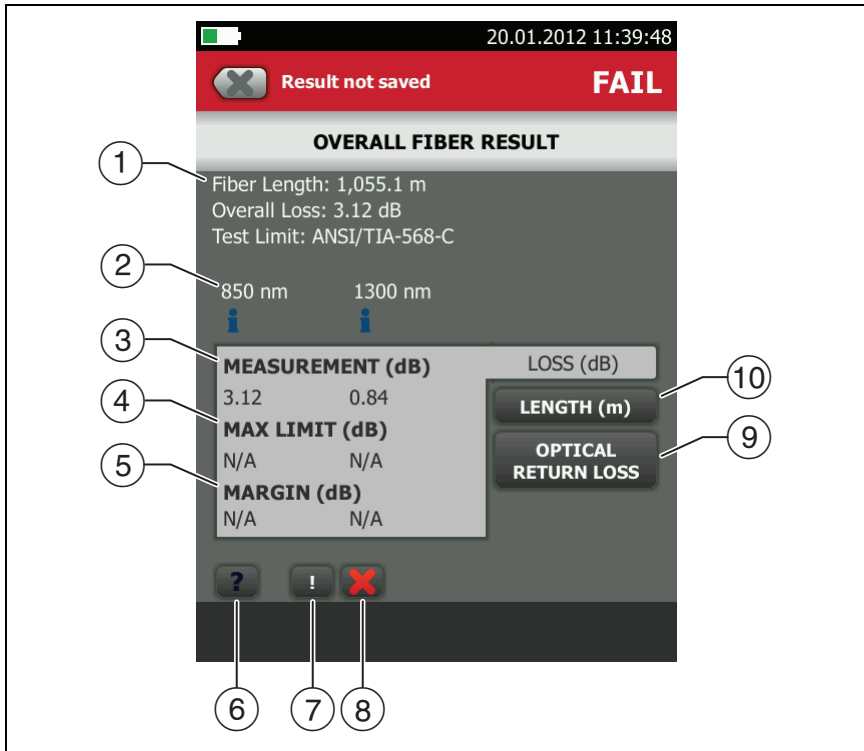 20.01.2012 11:39:48
Result not saved FAIL
OVERALL FIBER RESULT
1
Fiber Length: 1,055.1 m
Overall Loss: 3.12 dB
Test Limit: ANSI/TIA-568-C
2
850 nm 1300 nm
i i
3
MEASUREMENT (dB) LOSS (dB)
3.12 0.84
10
LENGTH (m)
4
MAX LIMIT (dB)
9
OPTICAL
RETURN LOSS
N/A N/A
5
MARGIN (dB)
N/A N/A
? !
6 7 8